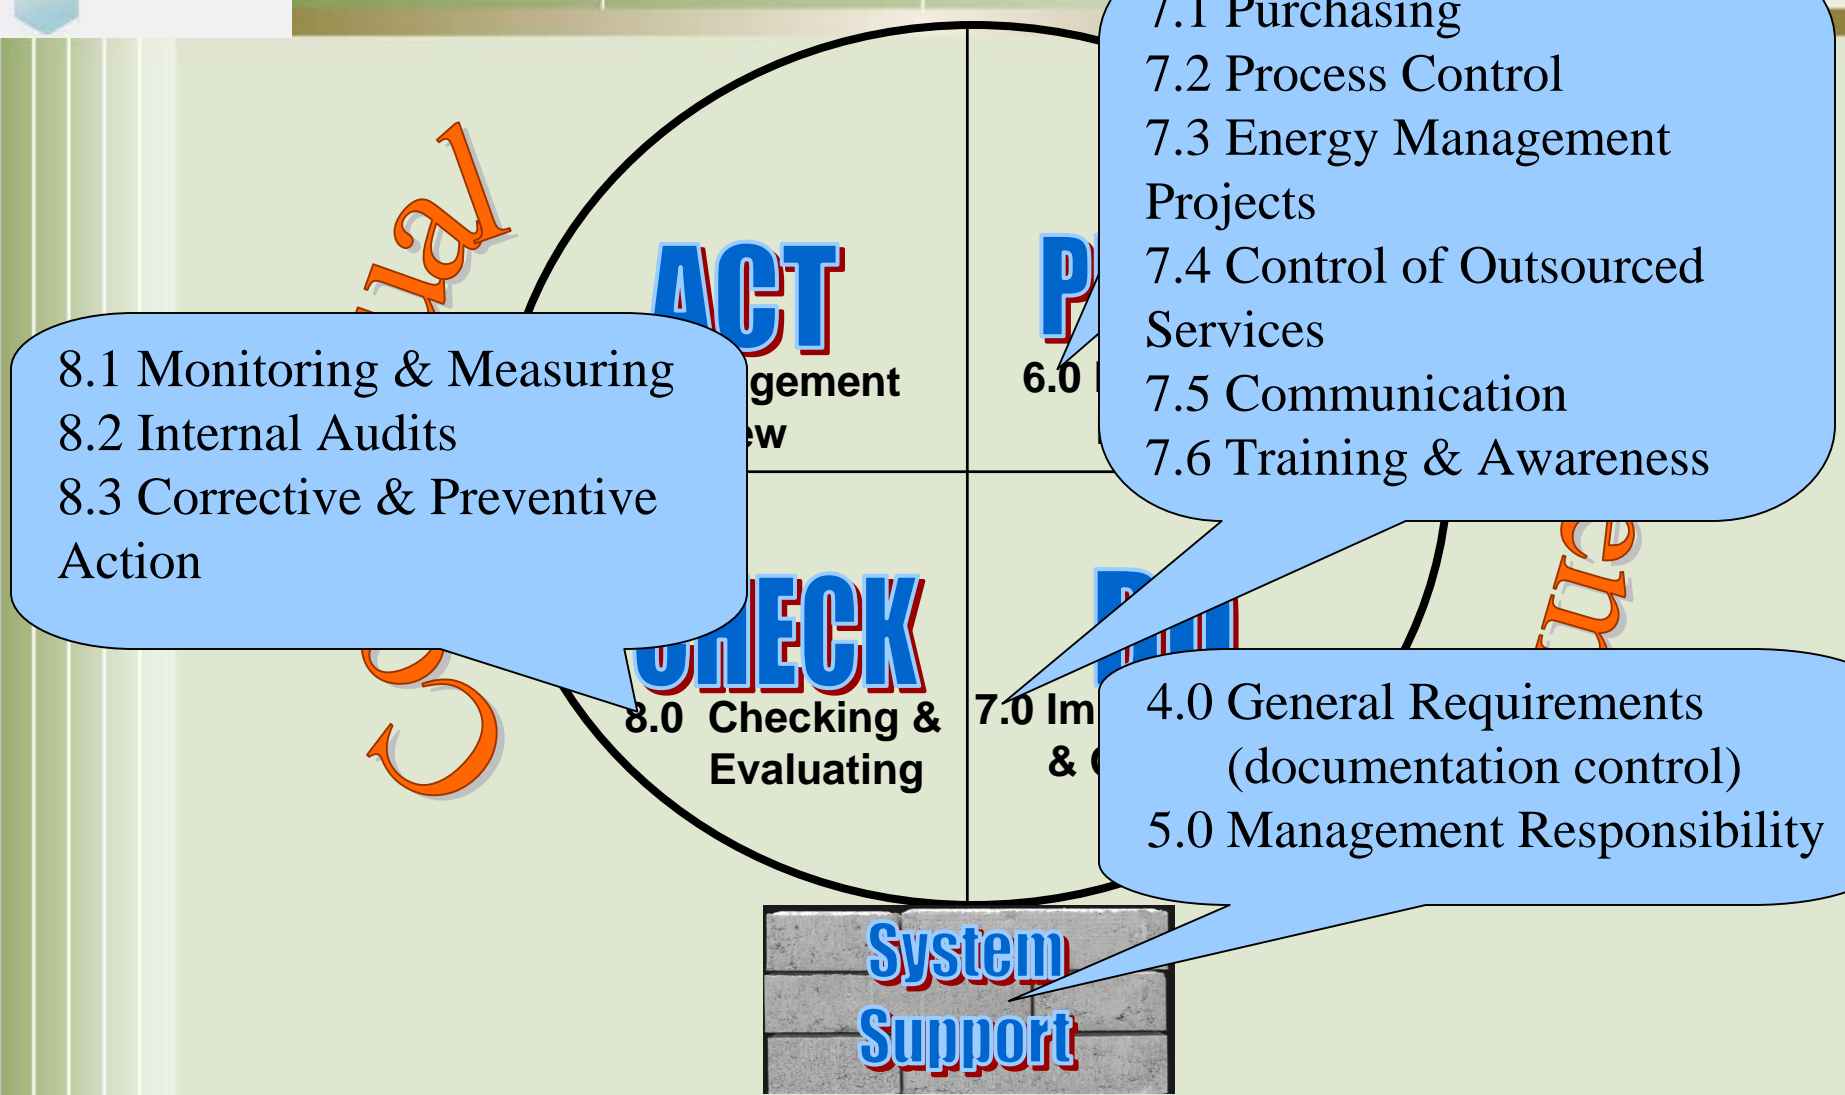 7.1 Purchasing
7.2 Process Control
7.3 Energy Management
Projects
7.4 Control of Outsourced
Services
7.5 Communication
7.6 Training & Awareness
ACT
6.0
8.1 Monitoring & Measuring
8.2 Internal Audits
8.3 Corrective & Preventive
Action
CHECK
8.0 Checking &
Evaluating
DO
7.0
&
4.0 General Requirements
(documentation control)
5.0 Management Responsibility
System
Support